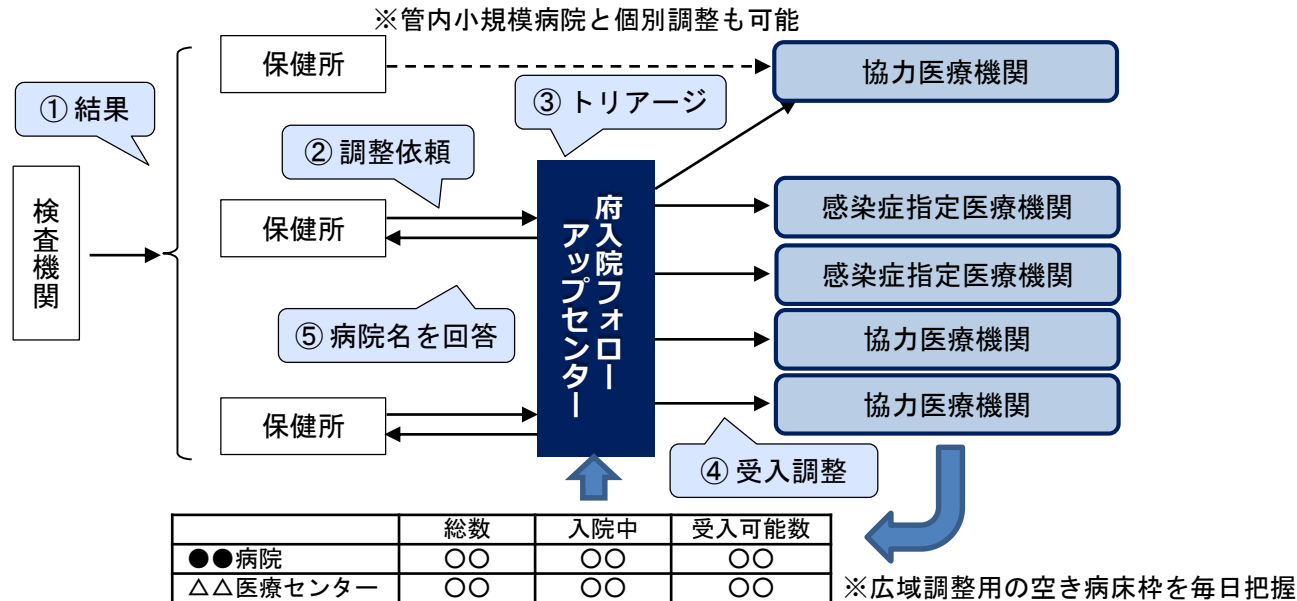 ※管内小規模病院と個別調整も可能
保健所
協力医療機関
① 結果
③ トリアージ
② 調整依頼
検査機関
保健所
府入院フォロー
アップセンター
感染症指定医療機関
感染症指定医療機関
⑤ 病院名を回答
協力医療機関
保健所
協力医療機関
④ 受入調整
総数 入院中 受入可能数
●●病院 ○○ ○○ ○○
△△医療センター ○○ ○○ ○○
※広域調整用の空き病床枠を毎日把握